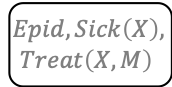 Epid, Sick(X),
Treat(X, M)